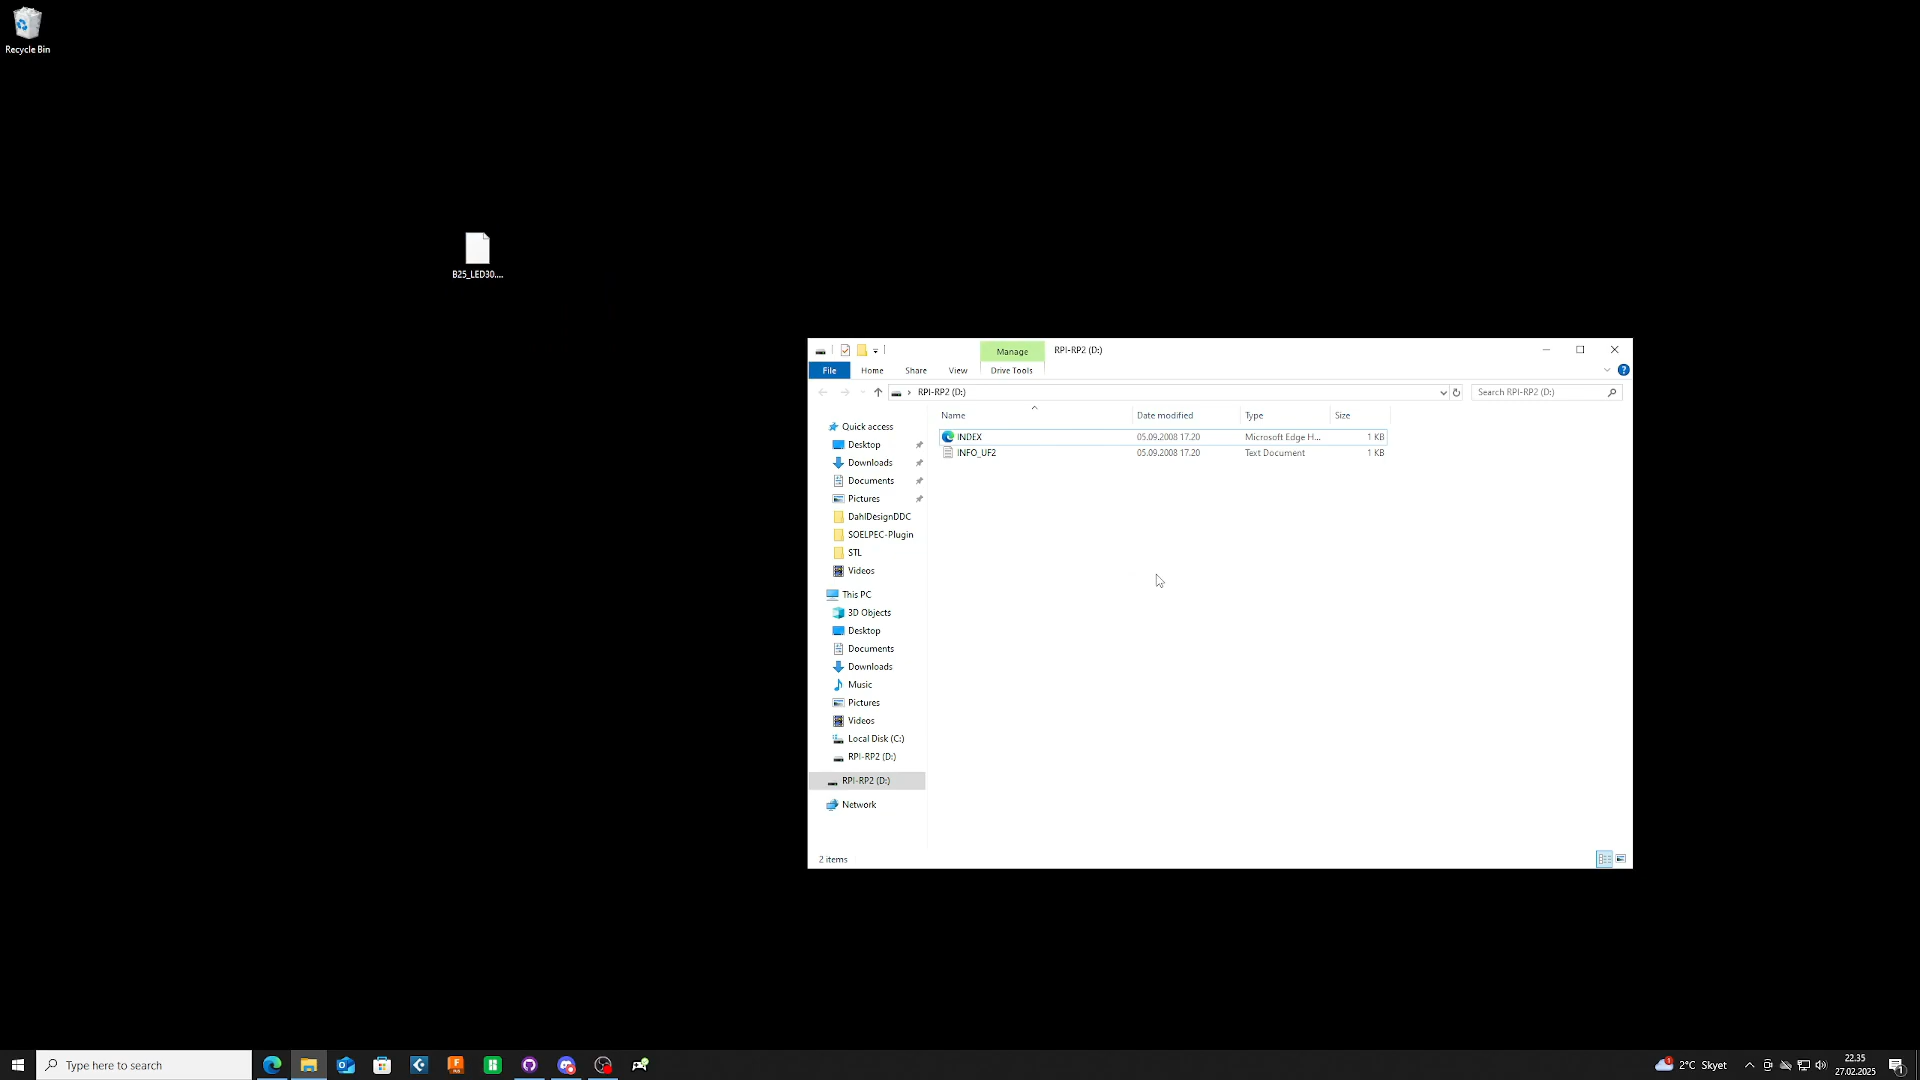 Recycle Bin
B25_LED30....
Manage
RPI-RP2 (D:)
File
Home
Share
View
Drive Tools
RPI-RP2 (D:)
Search RPI-RP2 (D:)
Name
Date modified
Type
Size
INDEX
05.09.2008 17.20
Microsoft Edge H...
1 KB
INFO_UF2
05.09.2008 17.20
Text Document
1 KB
Quick access
Desktop
Downloads
Documents
Pictures
DahlDesignDDC
SOELPEC-Plugin
STL
Videos
This PC
3D Objects
Desktop
Documents
Downloads
Music
Pictures
Videos
Local Disk (C:)
RPI-RP2 (D:)
RPI-RP2 (D:)
Network
2 items
Type here to search
2°C Skyet
22.35
27.02.2025